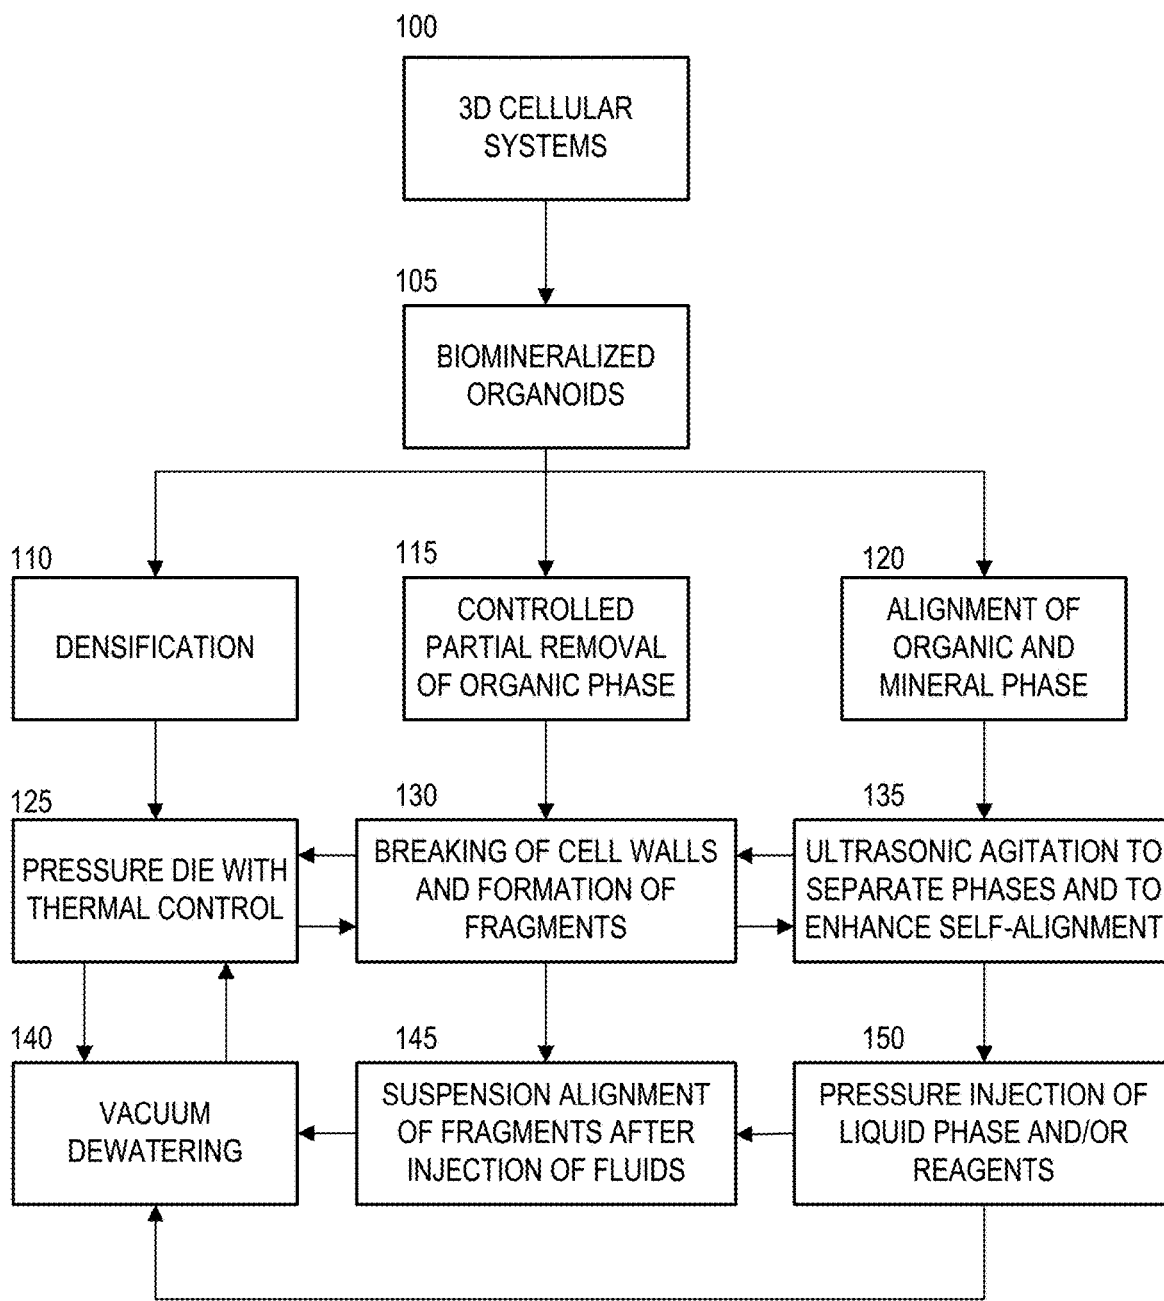 100
3D CELLULAR
SYSTEMS
105
BIOMINERALIZED
ORGANOIDS
110
DENSIFICATION
115
CONTROLLED
PARTIAL REMOVAL
OF ORGANIC PHASE
120
ALIGNMENT OF
ORGANIC AND
MINERAL PHASE
125
PRESSURE DIE WITH
THERMAL CONTROL
130
BREAKING OF CELL WALLS
AND FORMATION OF
FRAGMENTS
135
ULTRASONIC AGITATION TO
SEPARATE PHASES AND TO
ENHANCE SELF-ALIGNMENT
140
VACUUM
DEWATERING
145
SUSPENSION ALIGNMENT
OF FRAGMENTS AFTER
INJECTION OF FLUIDS
150
PRESSURE INJECTION OF
LIQUID PHASE AND/OR
REAGENTS